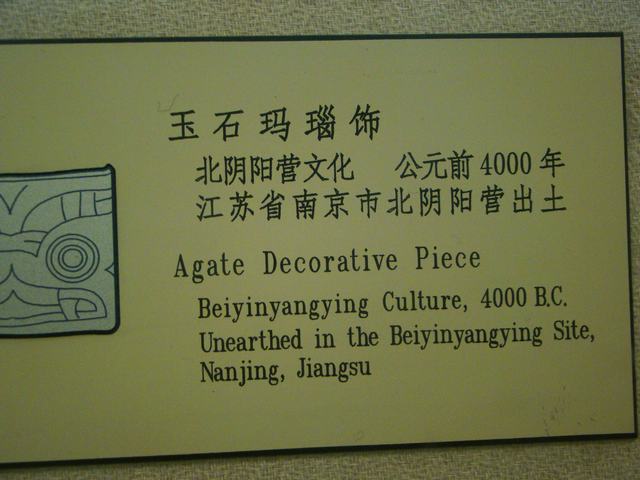 玉石玛瑙饰
北阴阳营文化 公元前4000年
江苏省南京市北阴阳营出土
Agate Decorative Piece
Beiyinyangying Culture, 4000 B.C.
Unearthed in the Beiyinyangying Site,
Nanjing, Jiangsu